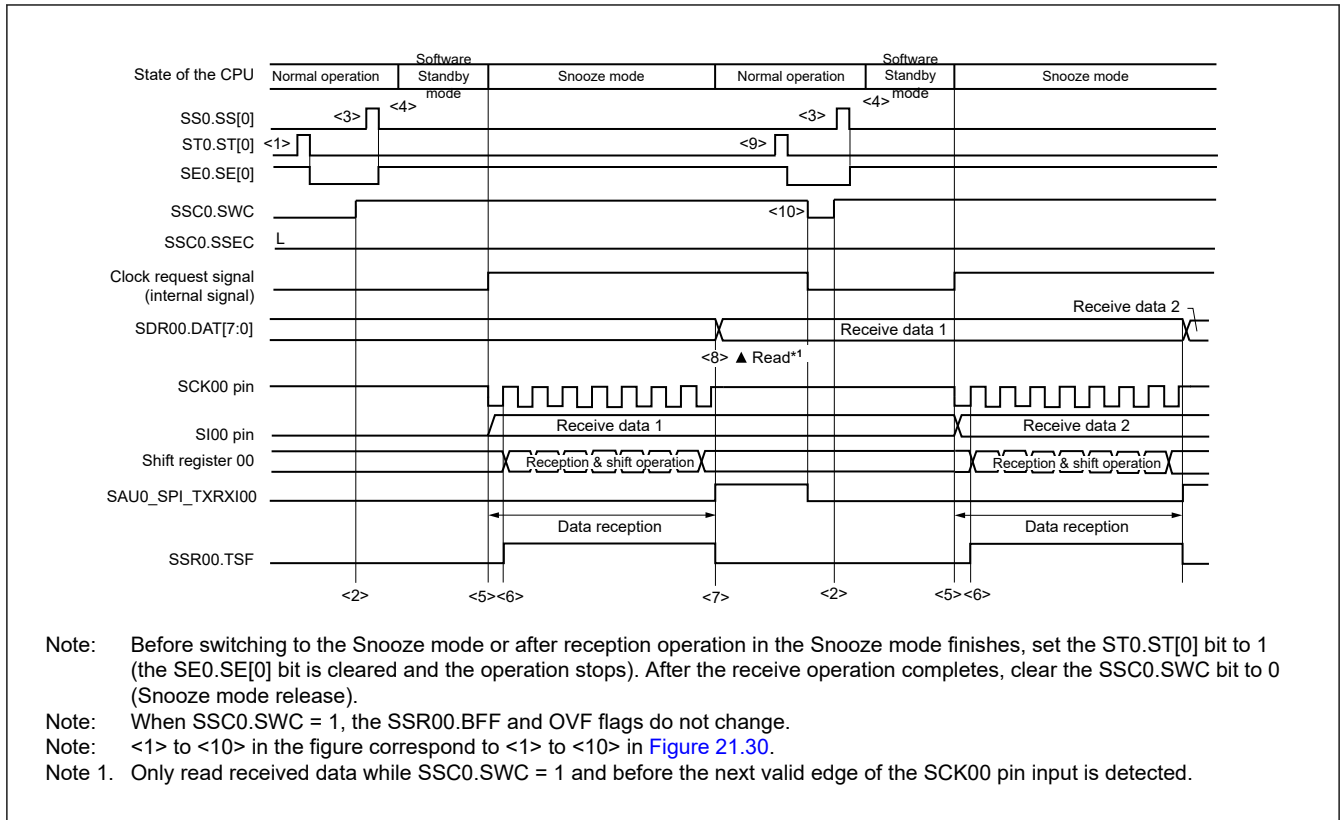 State of the CPU Normal operation Software Standby mode Snooze mode Normal operation Software Standby mode Snooze mode
SS0.SS[0] <3> <4> <3> <4>
ST0.ST[0] <1> <9>
SE0.SE[0]
SSC0.SWC <10>
SSC0.SSEC L
Clock request signal
(internal signal)
Receive data 2
SDR00.DAT[7:0] Receive data 1
<8> ▲ Read*1
SCK00 pin
SI00 pin Receive data 1 Receive data 2
Shift register 00 Reception & shift operation Reception & shift operation
SAU0_SPI_TXRXI00
Data reception Data reception
SSR00.TSF
<2> <5><6> <7> <2> <5><6>
Note: Before switching to the Snooze mode or after reception operation in the Snooze mode finishes, set the ST0.ST[0] bit to 1
(the SE0.SE[0] bit is cleared and the operation stops). After the receive operation completes, clear the SSC0.SWC bit to 0
(Snooze mode release).
Note: When SSC0.SWC = 1, the SSR00.BFF and OVF flags do not change.
Note: <1> to <10> in the figure correspond to <1> to <10> in Figure 21.30.
Note 1. Only read received data while SSC0.SWC = 1 and before the next valid edge of the SCK00 pin input is detected.